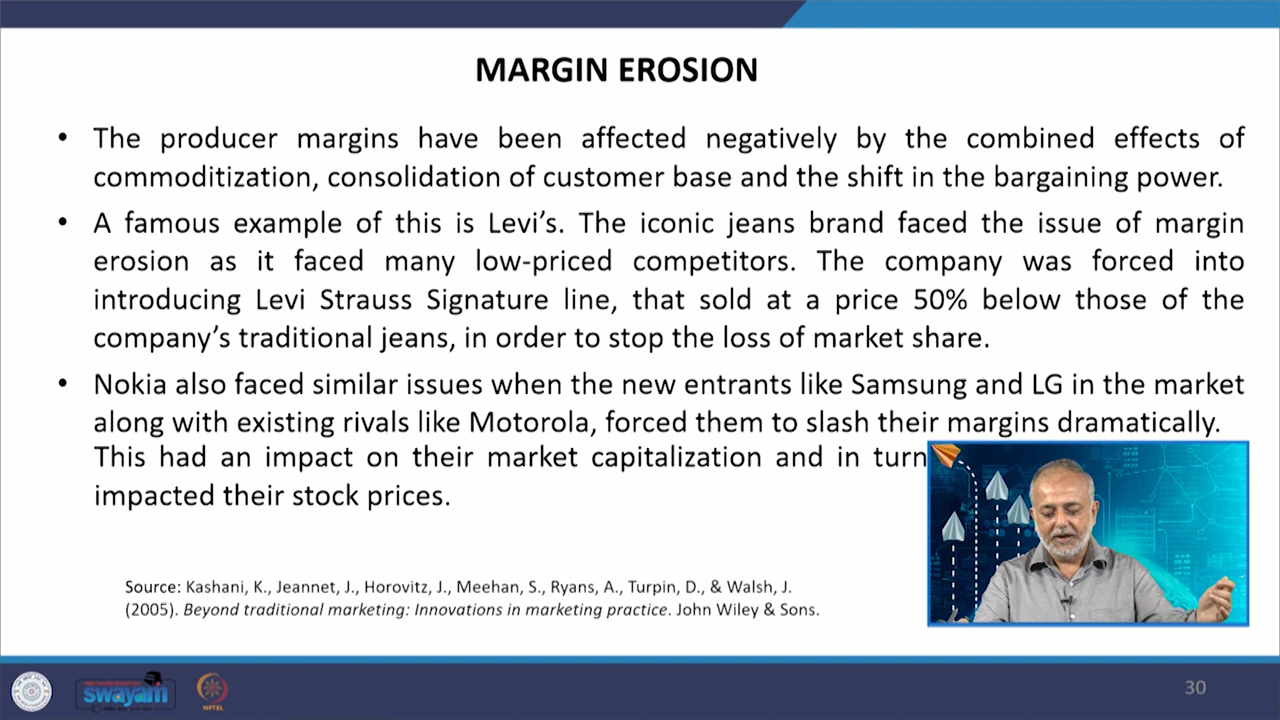 MARGIN EROSION
• The producer margins have been affected negatively by the combined effects of
commoditization, consolidation of customer base and the shift in the bargaining power.
• A famous example of this is Levi’s. The iconic jeans brand faced the issue of margin
erosion as it faced many low-priced competitors. The company was forced into
introducing Levi Strauss Signature line, that sold at a price 50% below those of the
company’s traditional jeans, in order to stop the loss of market share.
• Nokia also faced similar issues when the new entrants like Samsung and LG in the market
along with existing rivals like Motorola, forced them to slash their margins dramatically.
This had an impact on their market capitalization and in turn
impacted their stock prices.
Source: Kashani, K., Jeannet, J., Horovitz, J., Meehan, S., Ryans, A., Turpin, D., & Walsh, J.
(2005). Beyond traditional marketing: Innovations in marketing practice. John Wiley & Sons.
swayam
NPTEL
30